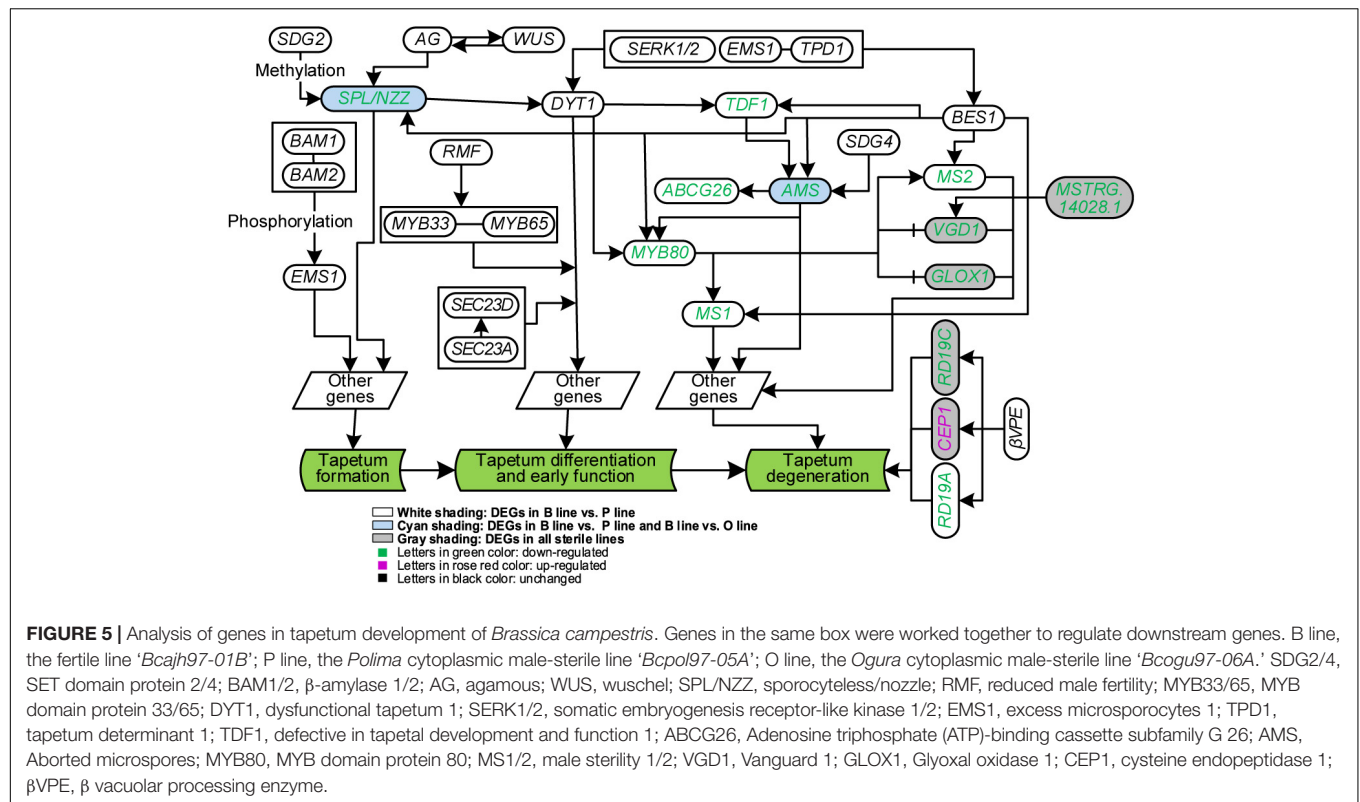 SDG2
AG
WUS
SERK1/2
EMS1
TPD1
Methylation
SPL/NZZ
DYT1
TDF1
BES1
BAM1
BAM2
RMF
SDG4
ABCG26
AMS
MS2
MSTRG.
14028.1
Phosphorylation
MYB33
MYB65
MYB80
VGD1
EMS1
GLOX1
SEC23D
SEC23A
MS1
RD19C
CEP1
RD19A
βVPE
Other
genes
Other
genes
Other
genes
Tapetum
formation
Tapetum differentiation
and early function
Tapetum
degeneration
White shading: DEGs in B line vs. P line
Cyan shading: DEGs in B line vs. P line and B line vs. O line
Gray shading: DEGs in all sterile lines
Letters in green color: down-regulated
Letters in rose red color: up-regulated
Letters in black color: unchanged
FIGURE 5 | Analysis of genes in tapetum development of Brassica campestris. Genes in the same box were worked together to regulate downstream genes. B line,
the fertile line ‘Bcajh97-01B’; P line, the Polima cytoplasmic male-sterile line ‘Bcpol97-05A’; O line, the Ogura cytoplasmic male-sterile line ‘Bcogu97-06A.’ SDG2/4,
SET domain protein 2/4; BAM1/2, β-amylase 1/2; AG, agamous; WUS, wuschel; SPL/NZZ, sporocyteless/nozzle; RMF, reduced male fertility; MYB33/65, MYB
domain protein 33/65; DYT1, dysfunctional tapetum 1; SERK1/2, somatic embryogenesis receptor-like kinase 1/2; EMS1, excess microsporocytes 1; TPD1,
tapetum determinant 1; TDF1, defective in tapetal development and function 1; ABCG26, Adenosine triphosphate (ATP)-binding cassette subfamily G 26; AMS,
Aborted microspores; MYB80, MYB domain protein 80; MS1/2, male sterility 1/2; VGD1, Vanguard 1; GLOX1, Glyoxal oxidase 1; CEP1, cysteine endopeptidase 1;
βVPE, β vacuolar processing enzyme.